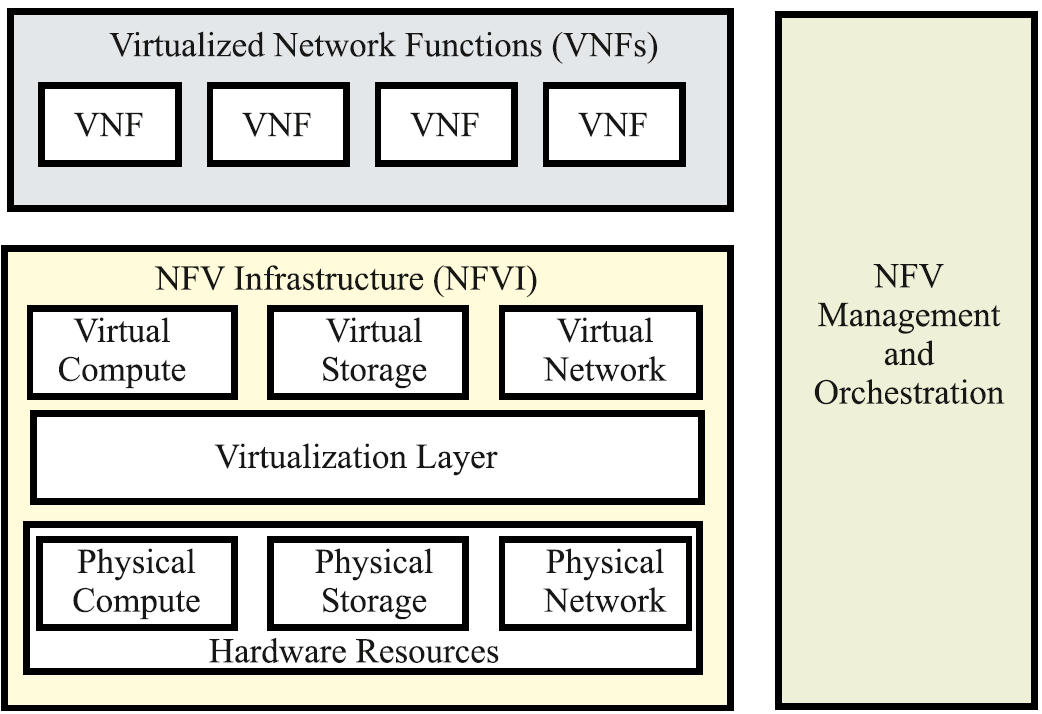 Virtualized Network Functions (VNFs)
VNF VNF VNF VNF
NFV Infrastructure (NFVI)
Virtual Compute
Virtual Storage
Virtual Network
Virtualization Layer
Physical Compute
Physical Storage
Physical Network
Hardware Resources
NFV
Management
and
Orchestration